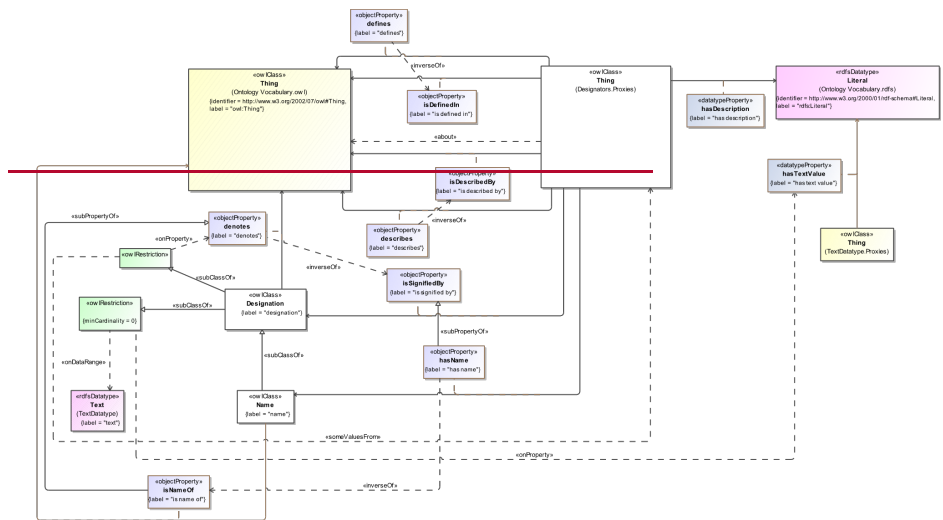 «objectProperty»
defines
{label = "defines"}
«inverseOf»
«owlClass»
Thing
(Ontology Vocabulary.owl)
{identifier = http://www.w3.org/2002/07/owl#Thing,
label = "owl:Thing"}
«objectProperty»
isDefinedIn
{label = "is defined in"}
«about»
«owlClass»
Thing
(Designators.Proxies)
«datatypeProperty»
hasDescription
{label = "has description"}
«rdfsDatatype»
Literal
(Ontology Vocabulary.rdfs)
{identifier = http://www.w3.org/2000/01/rdf-schema#Literal,
label = "rdfs:Literal"}
«objectProperty»
isDescribedBy
{label = "is described by"}
«datatypeProperty»
hasTextValue
{label = "has text value"}
«subPropertyOf»
«objectProperty»
denotes
{label = "denotes"}
«objectProperty»
describes
{label = "describes"}
«inverseOf»
«owlClass»
Thing
(TextDatatype.Proxies)
«onProperty»
«owlRestriction»
«inverseOf»
«subClassOf»
«objectProperty»
isSignifiedBy
{label = "is signified by"}
«owlClass»
Designation
{label = "designation"}
«owlRestriction»
{minCardinality = 0}
«subClassOf»
«subPropertyOf»
«onDataRange»
«subClassOf»
«objectProperty»
hasName
{label = "has name"}
«rdfsDatatype»
Text
(TextDatatype)
{label = "text"}
«owlClass»
Name
{label = "name"}
«someValuesFrom»
«onProperty»
«objectProperty»
isNameOf
{label = "is name of"}
«inverseOf»